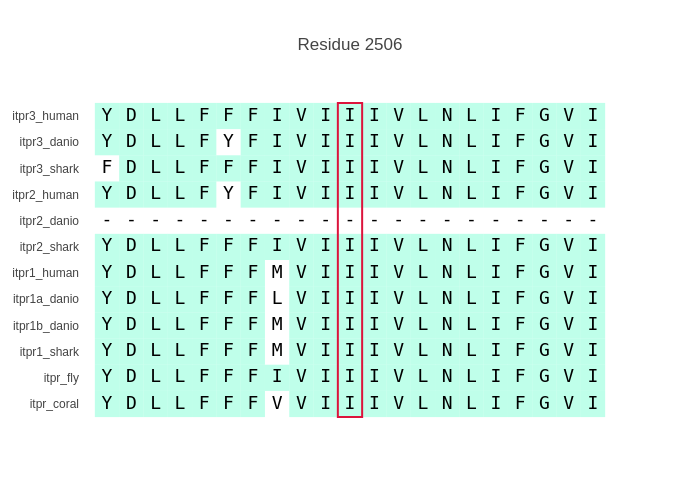 Residue 2506
itpr3_human Y D L L F F F I V I I I V L N L I F G V I
itpr3_danio Y D L L F Y F I V I I I V L N L I F G V I
itpr3_shark F D L L F F F I V I I I V L N L I F G V I
itpr2_human Y D L L F Y F I V I I I V L N L I F G V I
itpr2_danio - - - - - - - - - - - - - - - - - - - - -
itpr2_shark Y D L L F F F I V I I I V L N L I F G V I
itpr1_human Y D L L F F F M V I I I V L N L I F G V I
itpr1a_danio Y D L L F F F L V I I I V L N L I F G V I
itpr1b_danio Y D L L F F F M V I I I V L N L I F G V I
itpr1_shark Y D L L F F F M V I I I V L N L I F G V I
itpr_fly Y D L L F F F I V I I I V L N L I F G V I
itpr_coral Y D L L F F F V V I I I V L N L I F G V I